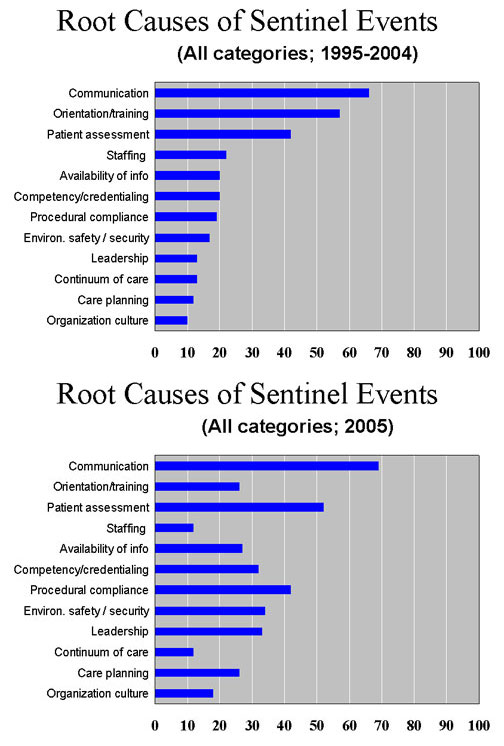 Root Causes of Sentinel Events
(All categories; 1995-2004)
Communication
Orientation/training
Patient assessment
Staffing
Availability of info
Competency/credentialing
Procedural compliance
Environ. safety / security
Leadership
Continuum of care
Care planning
Organization culture
0 10 20 30 40 50 60 70 80 90 100
Root Causes of Sentinel Events
(All categories; 2005)
Communication
Orientation/training
Patient assessment
Staffing
Availability of info
Competency/credentialing
Procedural compliance
Environ. safety / security
Leadership
Continuum of care
Care planning
Organization culture
0 10 20 30 40 50 60 70 80 90 100